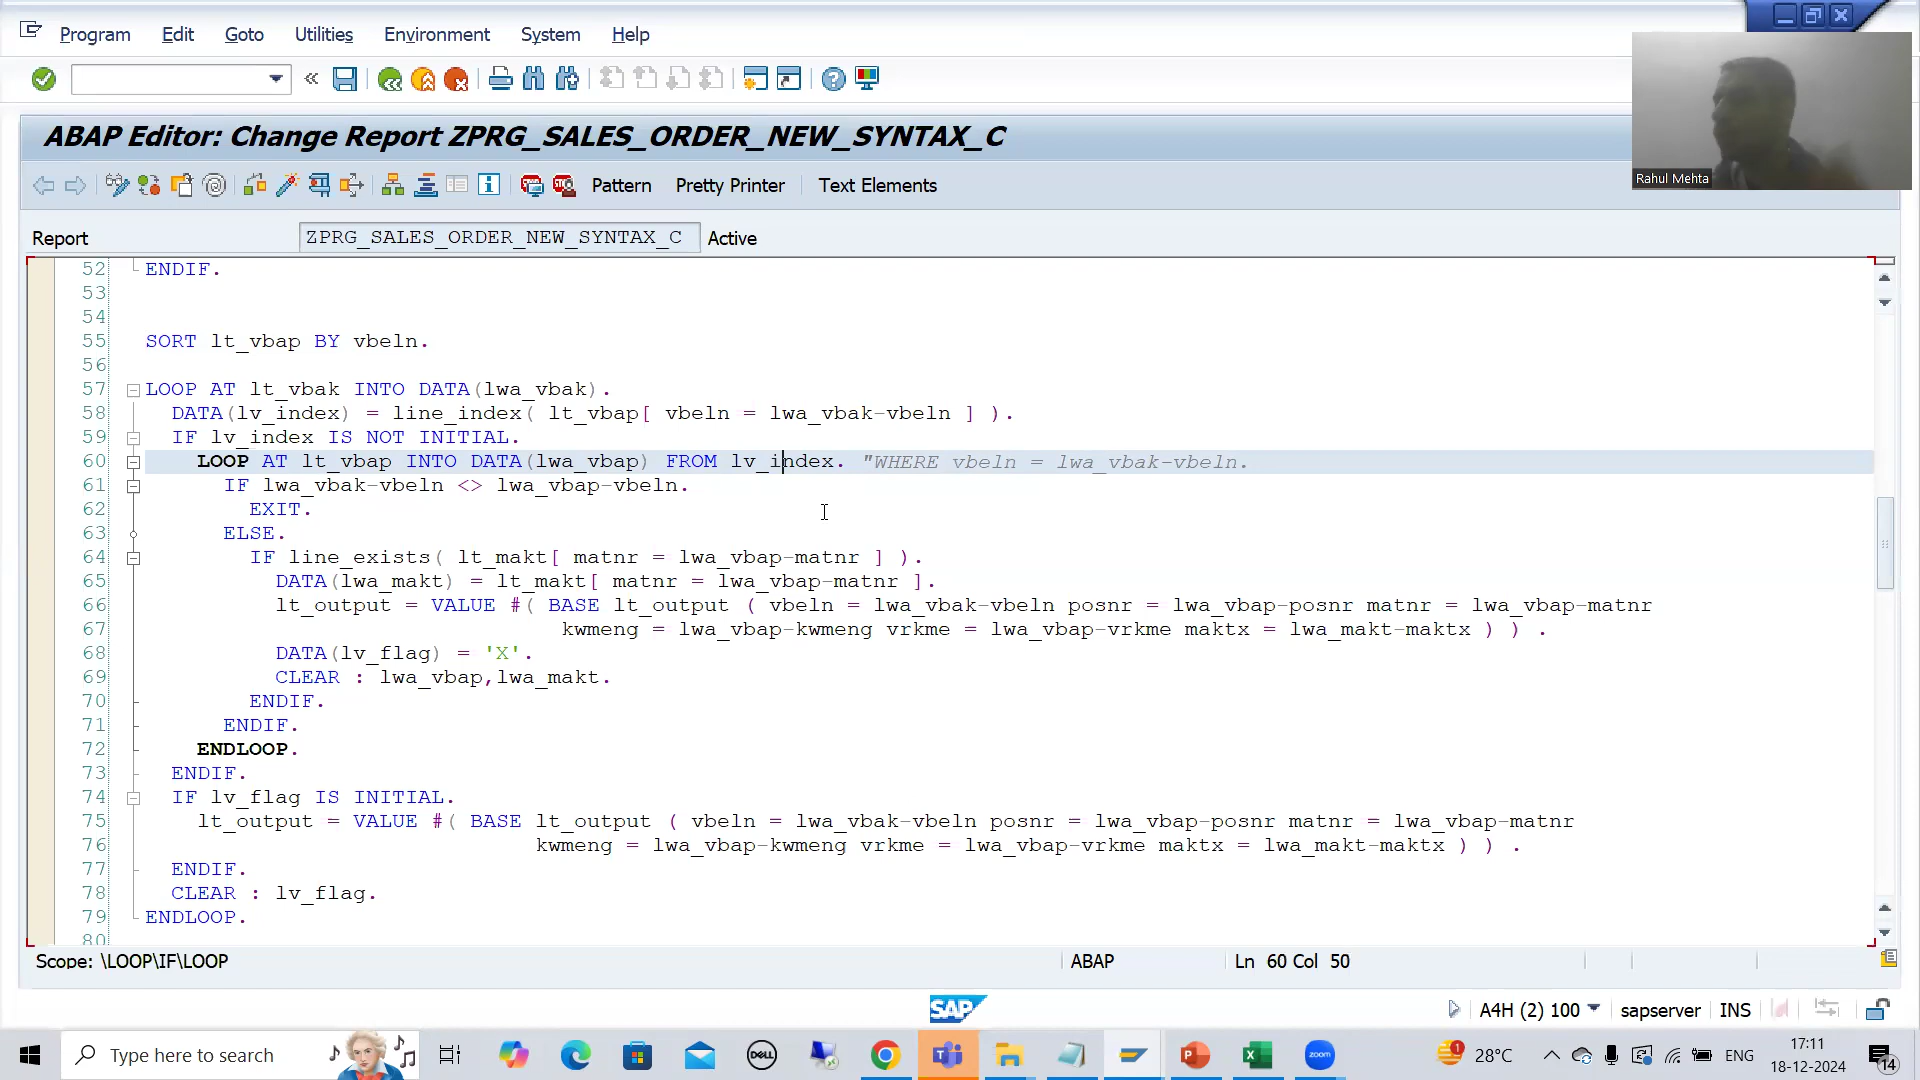 Program Edit Goto Utilities Environment System Help
Rahul Mehta
ABAP Editor: Change Report ZPRG_SALES_ORDER_NEW_SYNTAX_C
Pattern Pretty Printer Text Elements
Report ZPRG_SALES_ORDER_NEW_SYNTAX_C Active
52 ENDIF.
53
54
55 SORT lt_vbap BY vbeln.
56
57 LOOP AT lt_vbak INTO DATA(lwa_vbak).
58 DATA(lv_index) = line_index( lt_vbap[ vbeln = lwa_vbak-vbeln ] ).
59 IF lv_index IS NOT INITIAL.
60 LOOP AT lt_vbap INTO DATA(lwa_vbap) FROM lv_index. "WHERE vbeln = lwa_vbak-vbeln.
61 IF lwa_vbak-vbeln <> lwa_vbap-vbeln.
62 EXIT.
63 ELSE.
64 IF line_exists( lt_makt[ matnr = lwa_vbap-matnr ] ).
65 DATA(lwa_makt) = lt_makt[ matnr = lwa_vbap-matnr ].
66 lt_output = VALUE #( BASE lt_output ( vbeln = lwa_vbak-vbeln posnr = lwa_vbap-posnr matnr = lwa_vbap-matnr
67 kwmeng = lwa_vbap-kwmeng vrkme = lwa_vbap-vrkme maktx = lwa_makt-maktx ) ) .
68 DATA(lv_flag) = 'X'.
69 CLEAR : lwa_vbap,lwa_makt.
70 ENDIF.
71 ENDIF.
72 ENDLOOP.
73 ENDIF.
74 IF lv_flag IS INITIAL.
75 lt_output = VALUE #( BASE lt_output ( vbeln = lwa_vbak-vbeln posnr = lwa_vbap-posnr matnr = lwa_vbap-matnr
76 kwmeng = lwa_vbap-kwmeng vrkme = lwa_vbap-vrkme maktx = lwa_makt-maktx ) ) .
77 ENDIF.
78 CLEAR : lv_flag.
79 ENDLOOP.
80
Scope: \LOOP\IF\LOOP ABAP Ln 60 Col 50
SAP A4H (2) 100 sapserver INS
Type here to search DELL zoom 28°C ENG 17:11
18-12-2024 14